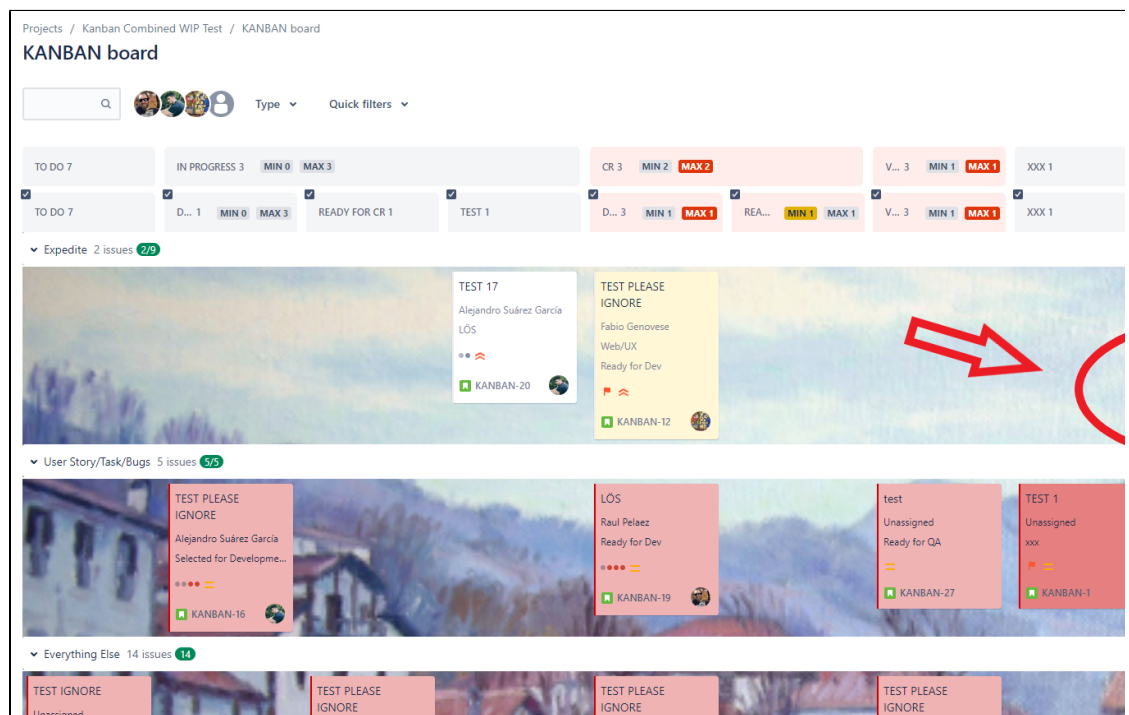 Projects / Kanban Combined WIP Test / KANBAN board
KANBAN board
Type Quick filters
TO DO 7 IN PROGRESS 3 MIN 0 MAX 3 CR 3 MIN 2 MAX 2 V... 3 MIN 1 MAX 1 XXX 1
TO DO 7 D... 1 MIN 0 MAX 3 READY FOR CR 1 TEST 1 D... 3 MIN 1 MAX 1 REA... MIN 1 MAX 1 V... 3 MIN 1 MAX 1 XXX 1
Expedite 2 issues 2/9
TEST 17
Alejandro Suárez García
LÖS
KANBAN-20
TEST PLEASE
IGNORE
Fabio Genovese
Web/UX
Ready for Dev
KANBAN-12
User Story/Task/Bugs 5 issues 5/5
TEST PLEASE
IGNORE
Alejandro Suárez García
Selected for Developme...
KANBAN-16
LÖS
Raul Pelaez
Ready for Dev
KANBAN-19
test
Unassigned
Ready for QA
KANBAN-27
TEST 1
Unassigned
xxx
KANBAN-1
Everything Else 14 issues 14
TEST IGNORE
Unassigned
TEST PLEASE
IGNORE
TEST PLEASE
IGNORE
TEST PLEASE
IGNORE